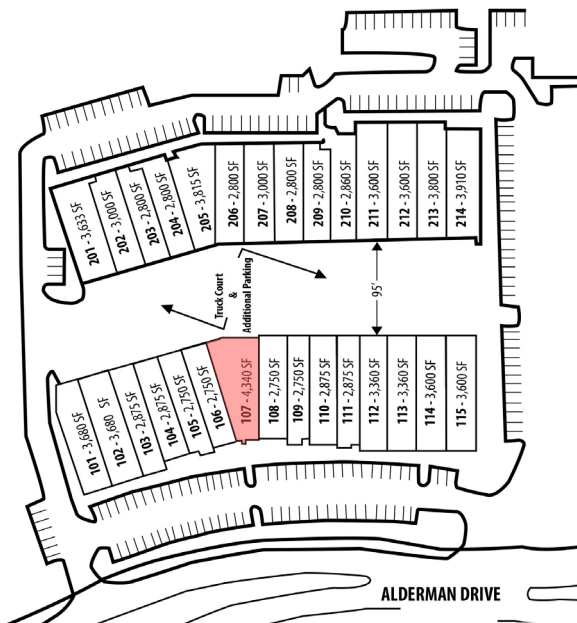 201 - 3,633 SF
202 - 3,000 SF
203 - 2,800 SF
204 - 2,800 SF
205 - 3,815 SF
206 - 2,800 SF
207 - 3,000 SF
208 - 2,800 SF
209 - 2,800 SF
210 - 2,860 SF
211 - 3,600 SF
212 - 3,600 SF
213 - 3,800 SF
214 - 3,910 SF
Truck Court
&
Additional Parking
95'
101 - 3,680 SF
102 - 3,680 SF
103 - 2,875 SF
104 - 2,875 SF
105 - 2,750 SF
106 - 2,750 SF
107 - 4,340 SF
108 - 2,750 SF
109 - 2,750 SF
110 - 2,875 SF
111 - 2,875 SF
112 - 3,360 SF
113 - 3,360 SF
114 - 3,600 SF
115 - 3,600 SF
ALDERMAN DRIVE